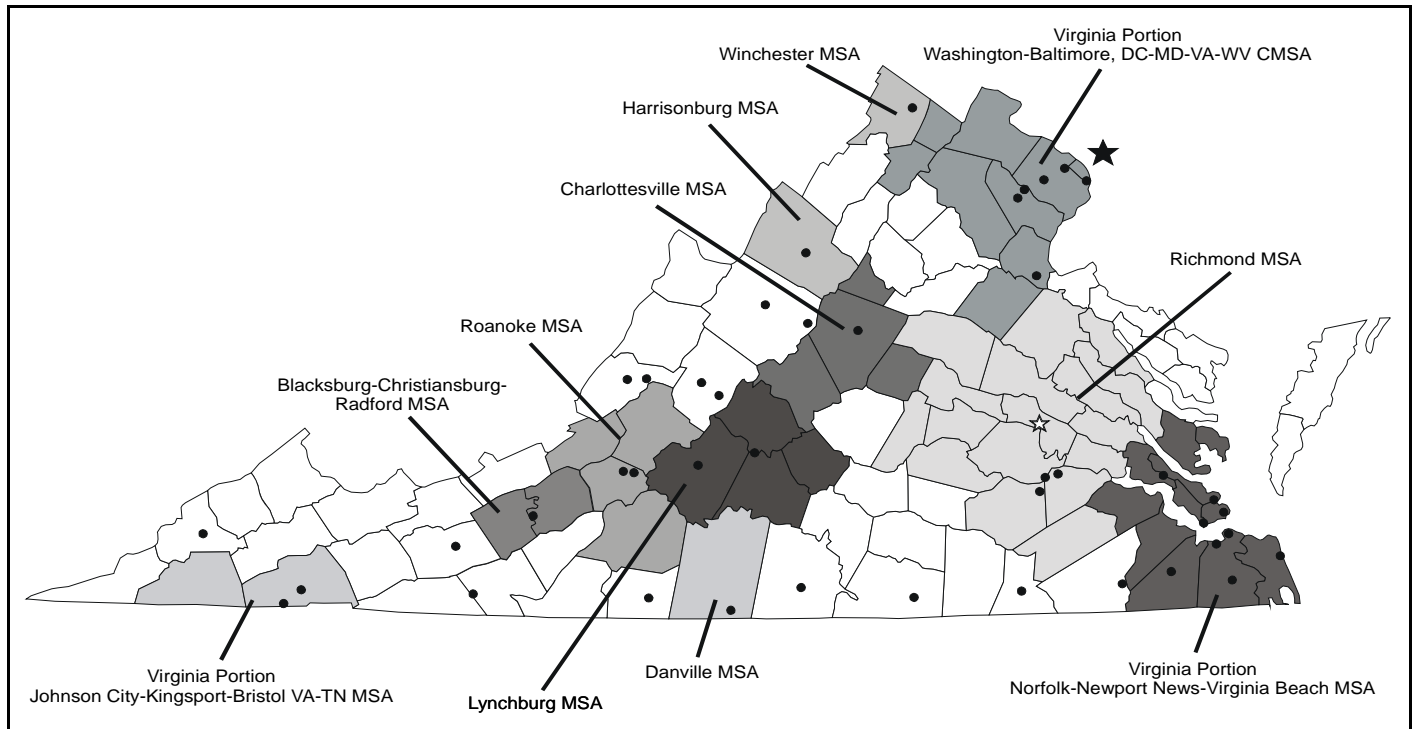 Virginia Portion
Washington-Baltimore, DC-MD-VA-WV CMSA
Winchester MSA
Harrisonburg MSA
Charlottesville MSA
Richmond MSA
Roanoke MSA
Blacksburg-Christiansburg-
Radford MSA
Virginia Portion
Johnson City-Kingsport-Bristol VA-TN MSA
Lynchburg MSA
Danville MSA
Virginia Portion
Norfolk-Newport News-Virginia Beach MSA